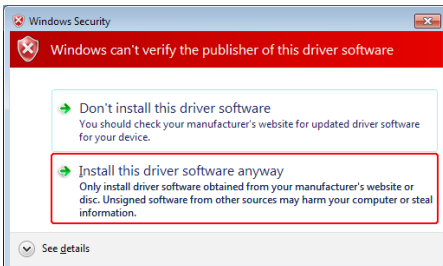 Windows Security
Windows can't verify the publisher of this driver software
Don't install this driver software
You should check your manufacturer's website for updated driver software
for your device.
Install this driver software anyway
Only install driver software obtained from your manufacturer's website or
disc. Unsigned software from other sources may harm your computer or steal
information.
See details